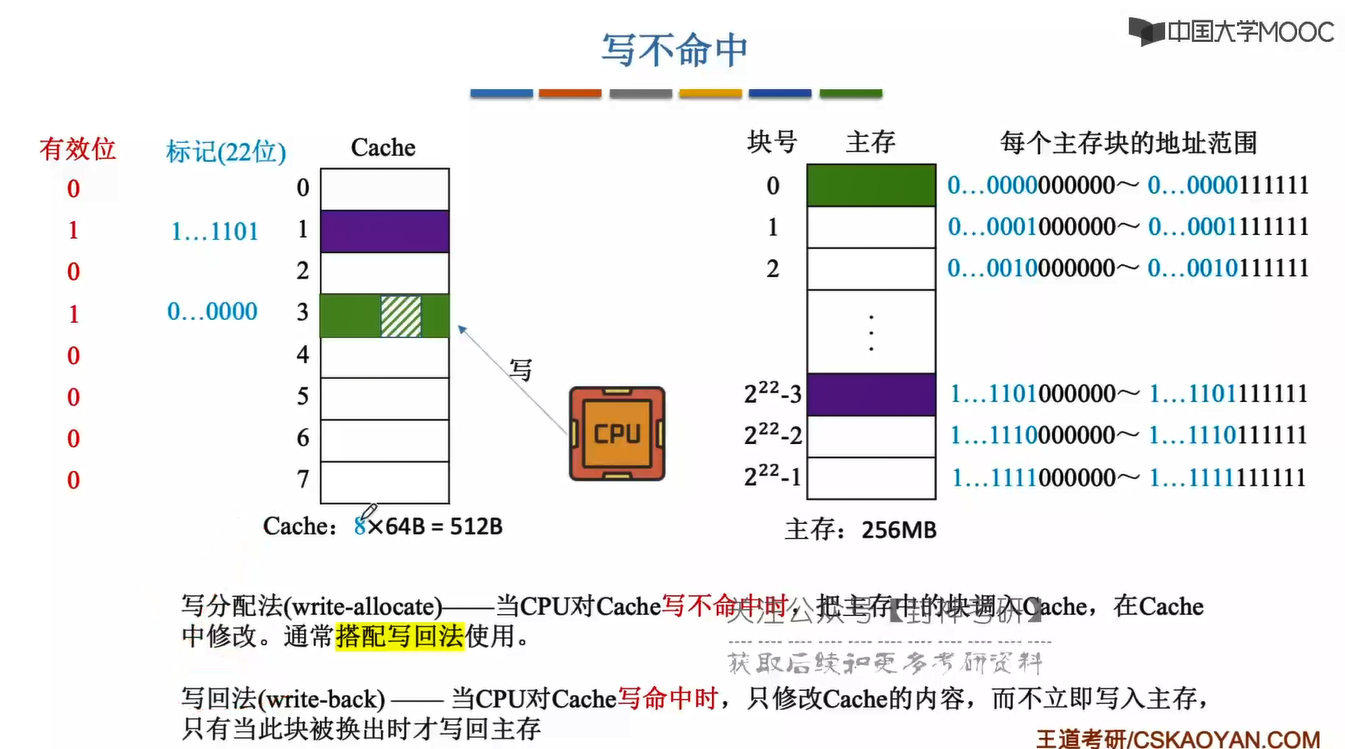 中国大学MOOC
写不命中
有效位 标记(22位) Cache 块号 主存 每个主存块的地址范围
0 0 0 0…0000000000～ 0…0000111111
1 1…1101 1 1 0…0001000000～ 0…0001111111
0 2 2 0…0010000000～ 0…0010111111
1 0…0000 3
写
0 4
0 5 2²²-3 1…1101000000～ 1…1101111111
CPU
0 6 2²²-2 1…1110000000～ 1…1110111111
0 7 2²²-1 1…1111000000～ 1…1111111111
Cache：8×64B = 512B 主存：256MB
写分配法(write-allocate)——当CPU对Cache写不命中时，把主存中的块调入Cache，在Cache
中修改。通常搭配写回法使用。
关注公众号【封神考研】
获取后续和更多考研资料
写回法(write-back) —— 当CPU对Cache写命中时，只修改Cache的内容，而不立即写入主存，
只有当此块被换出时才写回主存
王道考研/CSKAOYAN.COM